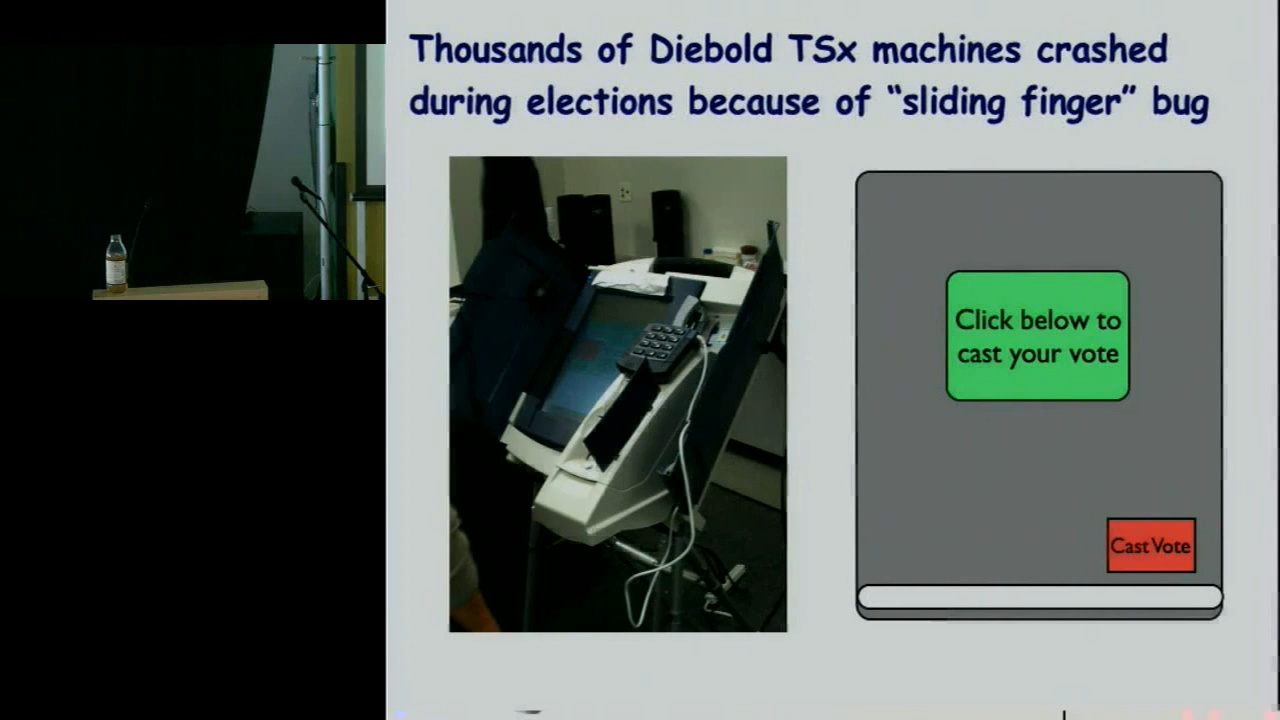 Thousands of Diebold TSx machines crashed
during elections because of “sliding finger” bug
Click below to
cast your vote
Cast Vote